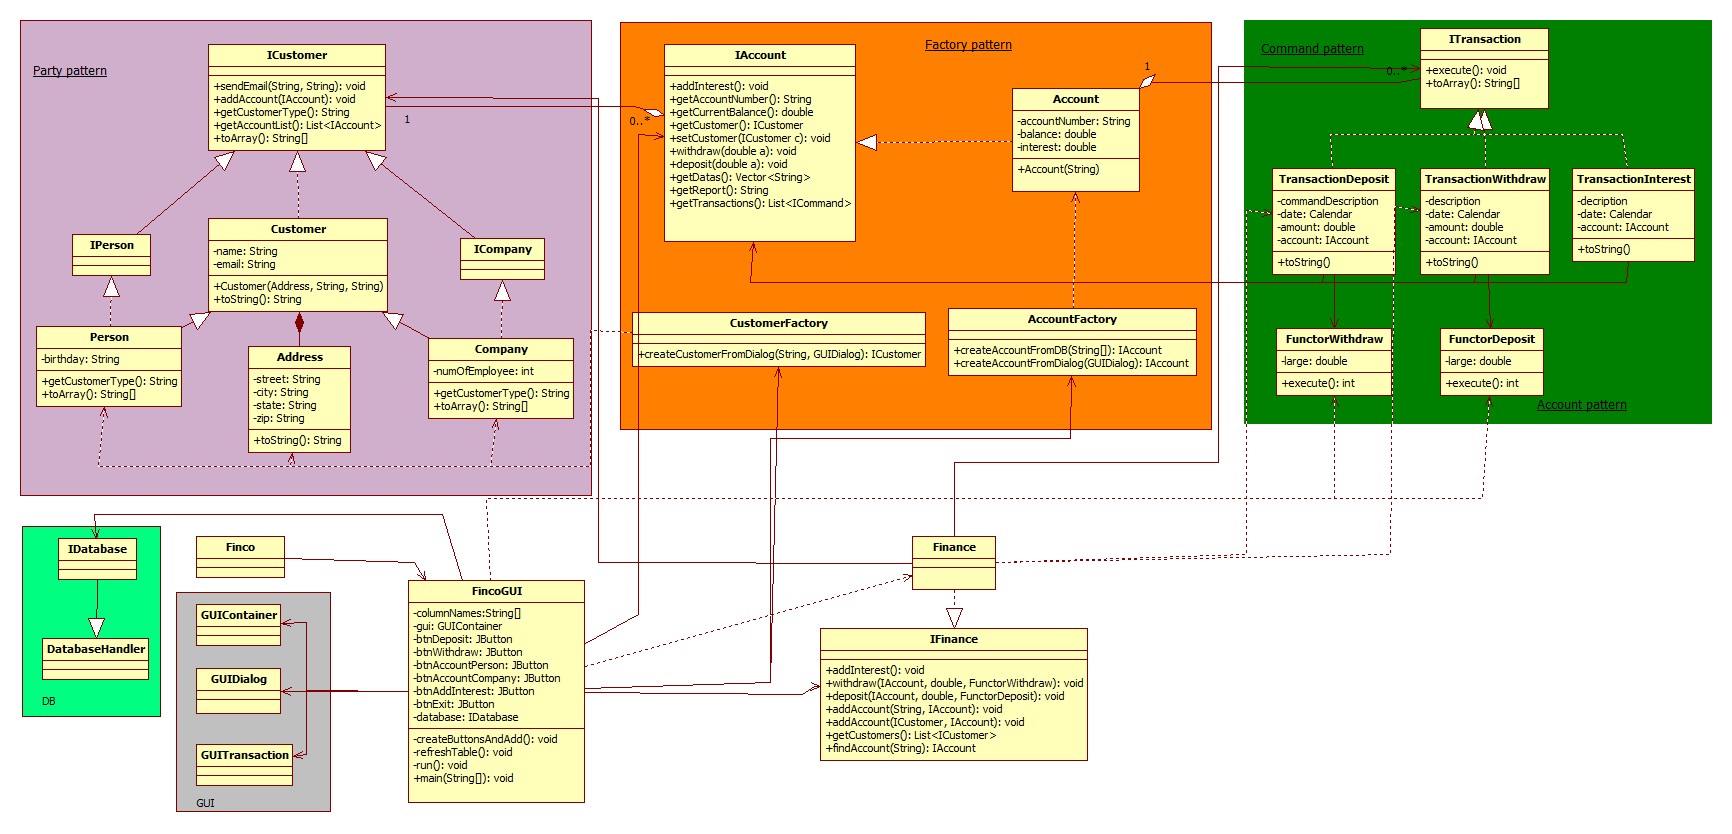 Party pattern
ICustomer
+sendEmail(String, String): void
+addAccount(IAccount): void
+getCustomerType(): String
+getAccountList(): List<IAccount>
+toArray(): String[]
IPerson
Customer
-name: String
-email: String
+Customer(Address, String, String)
+toString(): String
ICompany
Person
-birthday: String
+getCustomerType(): String
+toArray(): String[]
Address
-street: String
-city: String
-state: String
-zip: String
+toString(): String
Company
-numOfEmployee: int
+getCustomerType(): String
+toArray(): String[]
1
0..*
Factory pattern
IAccount
+addInterest(): void
+getAccountNumber(): String
+getCurrentBalance(): double
+getCustomer(): ICustomer
+setCustomer(ICustomer c): void
+withdraw(double a): void
+deposit(double a): void
+getDatas(): Vector<String>
+getReport(): String
+getTransactions(): List<ICommand>
Account
-accountNumber: String
-balance: double
-interest: double
+Account(String)
CustomerFactory
+createCustomerFromDialog(String, GUIDialog): ICustomer
AccountFactory
+createAccountFromDB(String[]): IAccount
+createAccountFromDialog(GUIDialog): IAccount
1
0..*
Command pattern
ITransaction
+execute(): void
+toArray(): String[]
TransactionDeposit
-commandDescription
-date: Calendar
-amount: double
-account: IAccount
+toString()
TransactionWithdraw
-description
-date: Calendar
-amount: double
-account: IAccount
+toString()
TransactionInterest
-decription
-date: Calendar
-account: IAccount
+toString()
FunctorWithdraw
-large: double
+execute(): int
FunctorDeposit
-large: double
+execute(): int
Account pattern
IDatabase
DatabaseHandler
DB
Finco
GUIContainer
GUIDialog
GUITransaction
GUI
FincoGUI
-columnNames:String[]
-gui: GUIContainer
-btnDeposit: JButton
-btnWithdraw: JButton
-btnAccountPerson: JButton
-btnAccountCompany: JButton
-btnAddInterest: JButton
-btnExit: JButton
-database: IDatabase
-createButtonsAndAdd(): void
-refreshTable(): void
-run(): void
+main(String[]): void
Finance
IFinance
+addInterest(): void
+withdraw(IAccount, double, FunctorWithdraw): void
+deposit(IAccount, double, FunctorDeposit): void
+addAccount(String, IAccount): void
+addAccount(ICustomer, IAccount): void
+getCustomers(): List<ICustomer>
+findAccount(String): IAccount